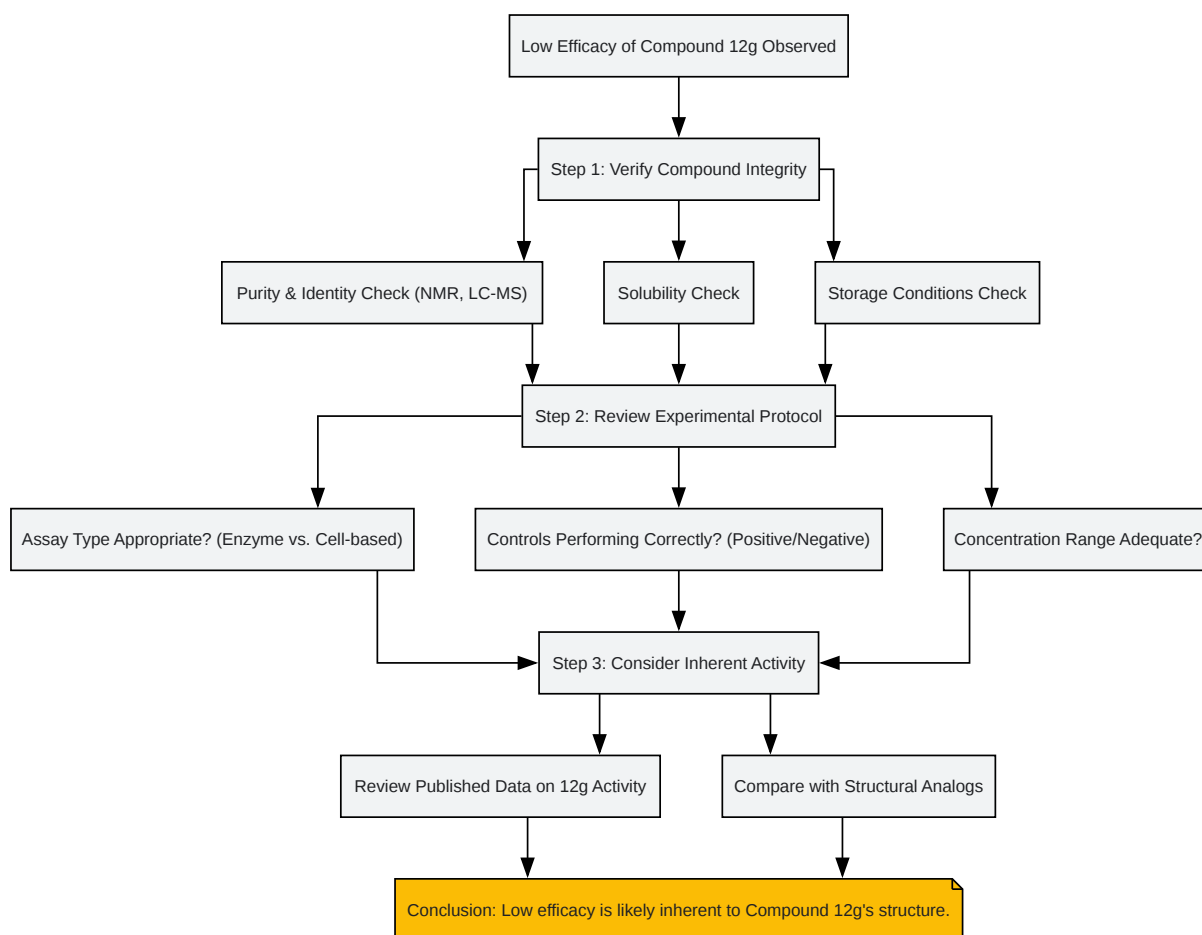 Low Efficacy of Compound 12g Observed
Step 1: Verify Compound Integrity
Purity & Identity Check (NMR, LC-MS)
Solubility Check
Storage Conditions Check
Step 2: Review Experimental Protocol
Assay Type Appropriate? (Enzyme vs. Cell-based)
Controls Performing Correctly? (Positive/Negative)
Concentration Range Adequate?
Step 3: Consider Inherent Activity
Review Published Data on 12g Activity
Compare with Structural Analogs
Conclusion: Low efficacy is likely inherent to Compound 12g's structure.